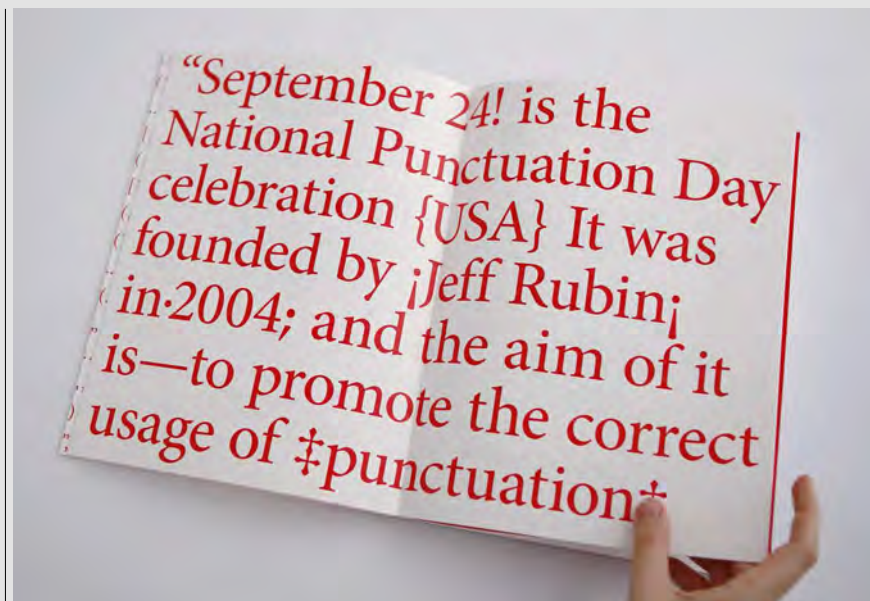 “September 24! is the
National Punctuation Day
celebration {USA} It was
founded by ¡Jeff Rubin¡
in·2004; and the aim of it
is—to promote the correct
usage of ‡punctuation‡